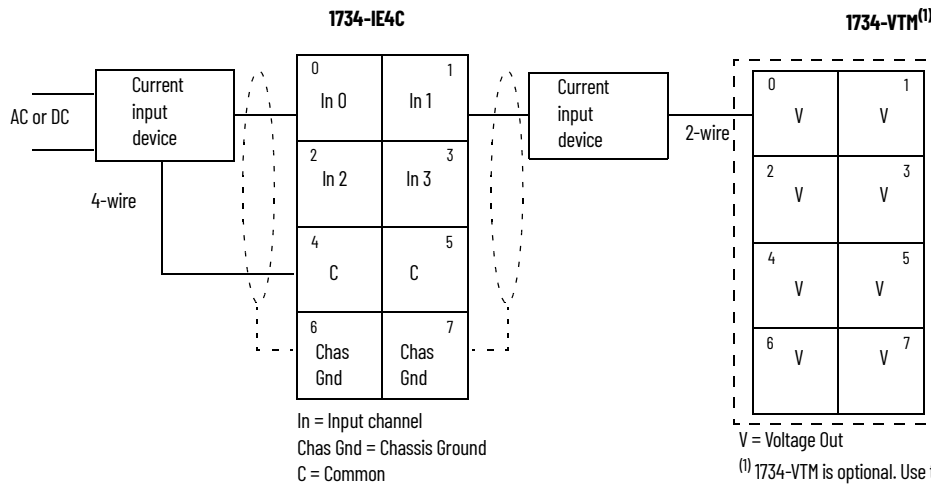 1734-IE4C
1734-VTM(1)
AC or DC
Current
input
device
4-wire
0
In 0
1
In 1
2
In 2
3
In 3
4
C
5
C
6
Chas
Gnd
7
Chas
Gnd
In = Input channel
Chas Gnd = Chassis Ground
C = Common
Current
input
device
2-wire
0
V
1
V
2
V
3
V
4
V
5
V
6
V
7
V
V = Voltage Out
(1) 1734-VTM is optional. Use